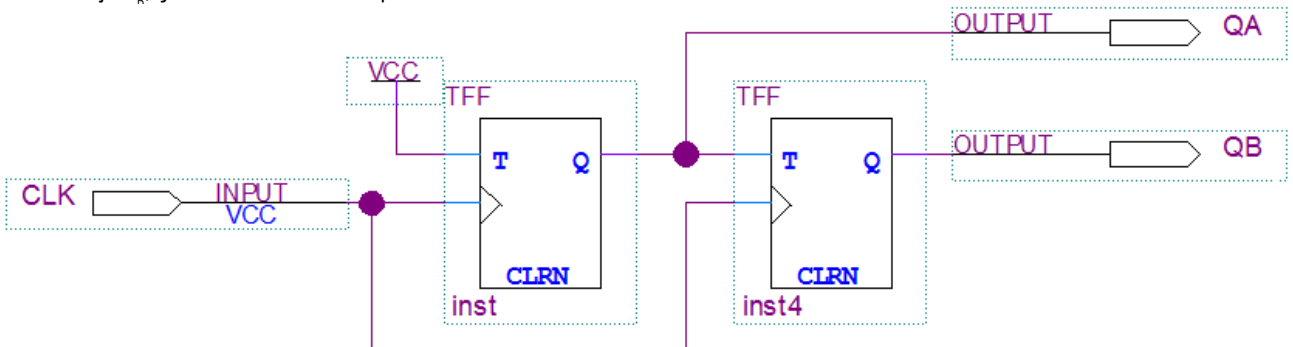 OUTPUT QA
VCC
TFF
TFF
T Q
T Q
OUTPUT QB
CLK INPUT
VCC
CLRN
CLRN
inst
inst4